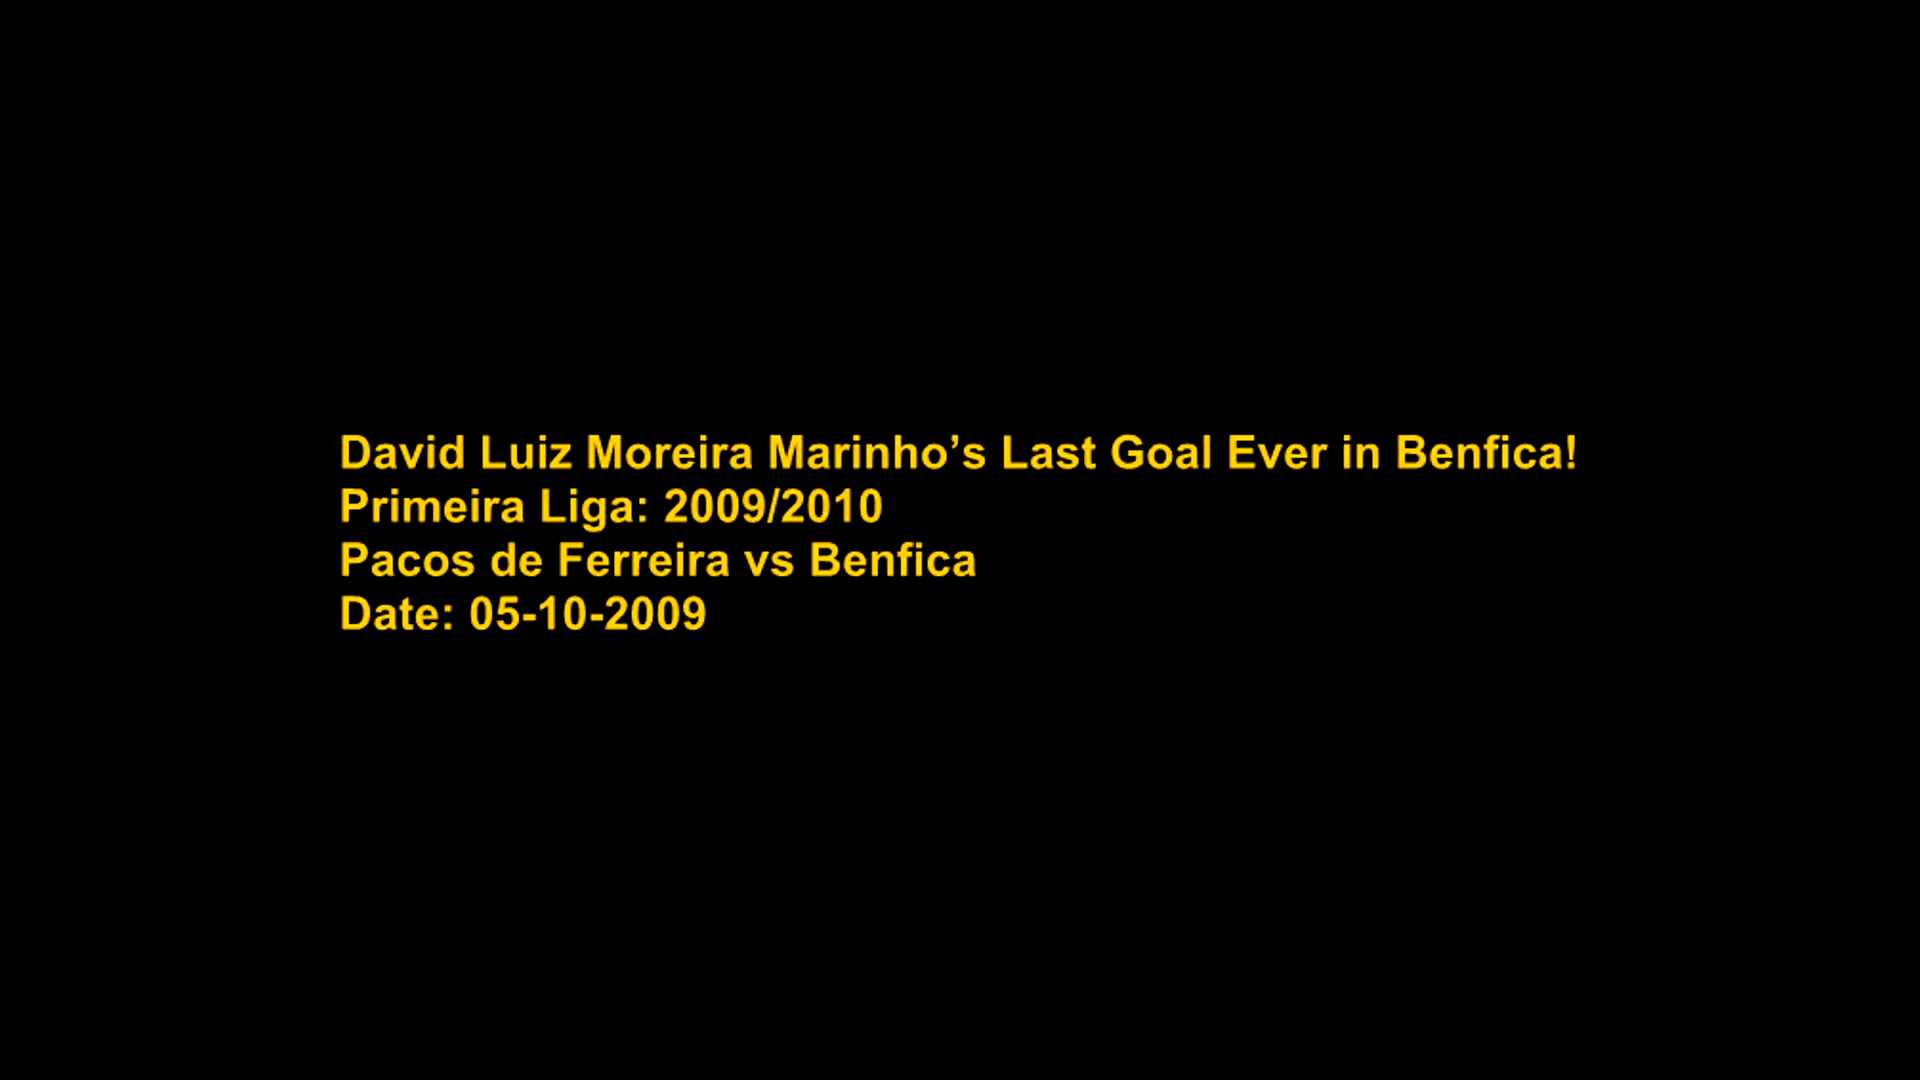 David Luiz Moreira Marinho’s Last Goal Ever in Benfica!
Primeira Liga: 2009/2010
Pacos de Ferreira vs Benfica
Date: 05-10-2009